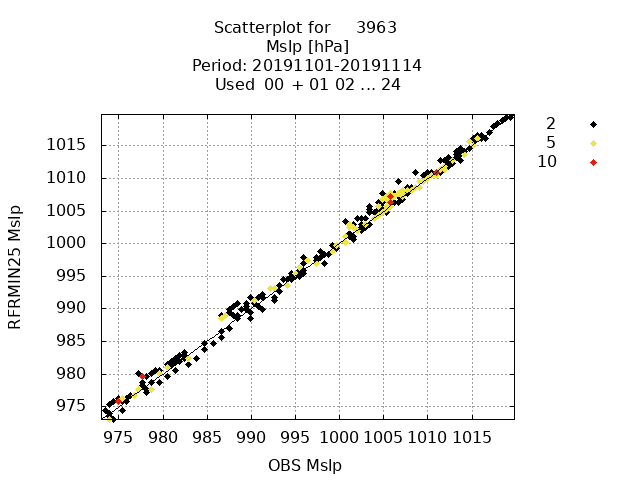 Scatterplot for 3963
Mslp [hPa]
Period: 20191101-20191114
Used 00 + 01 02 ... 24
2
5
10
1015
1010
1005
1000
995
990
985
980
975
RFRMIN25 Mslp
975 980 985 990 995 1000 1005 1010 1015
OBS Mslp